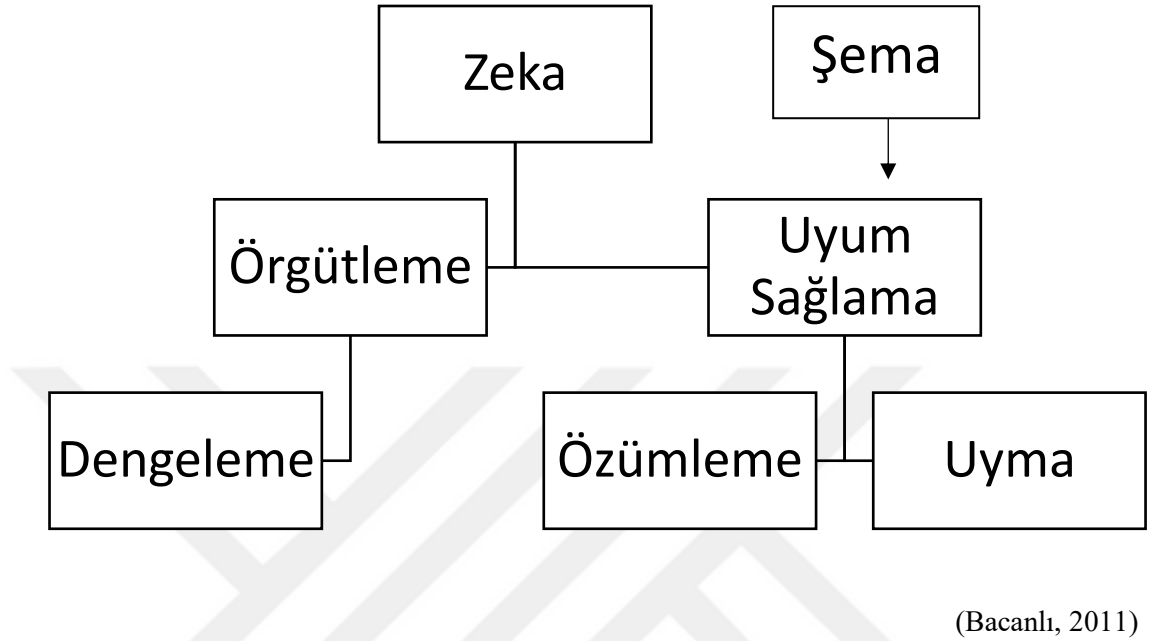 Zeka
Şema
Örgütleme
Uyum
Sağlama
Dengeleme
Özümleme
Uyma
(Bacanlı, 2011)